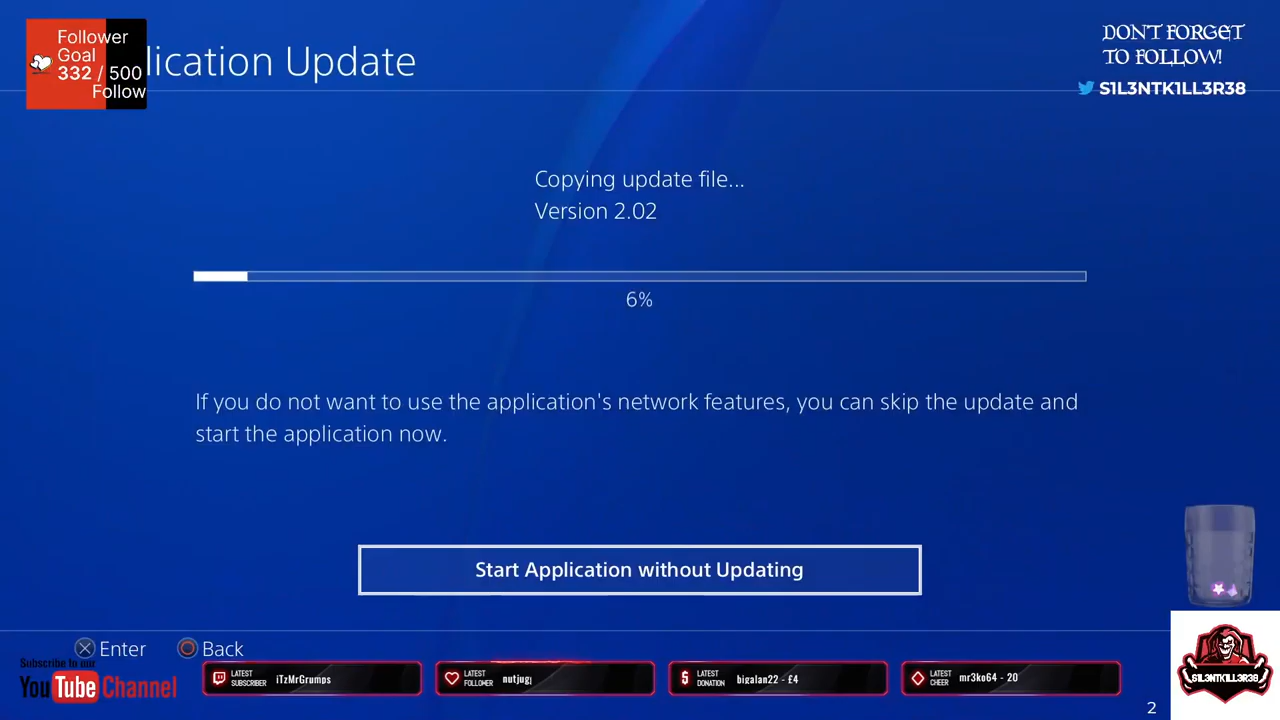 Follower
Goal
332 / 500
Follow
lication Update
DONT FORGET
TO FOLLOW!
S1L3NTK1LL3R38
Copying update file...
Version 2.02
6%
If you do not want to use the application's network features, you can skip the update and
start the application now.
Start Application without Updating
Enter
Back
Subscribe to our
YouTube Channel
LATEST
SUBSCRIBER
iTzMrGrumps
LATEST
FOLLOWER
LATEST
DONATION
bigalan22 - £4
LATEST
CHEER
mr3ko64 - 20
S1L3NTK1LL3R38
2